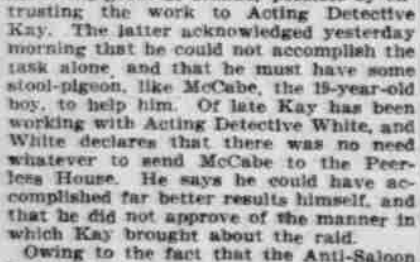 trusting the work to Acting Detective
Kay. The latter acknowledged yesterday
morning that he could not accomplish the
task alone, and that he must have some
stool-pigeon, like McCabe, the 19-year-old
boy, to help him. Of late Kay has been
working with Acting Detective White, and
White declares that there was no need
whatever to send McCabe to the Peer-
less House. He says he could have ac-
complished far better results himself, and
that he did not approve of the manner in
which Kay brought about the raid.
Owing to the fact that the Anti-Saloon